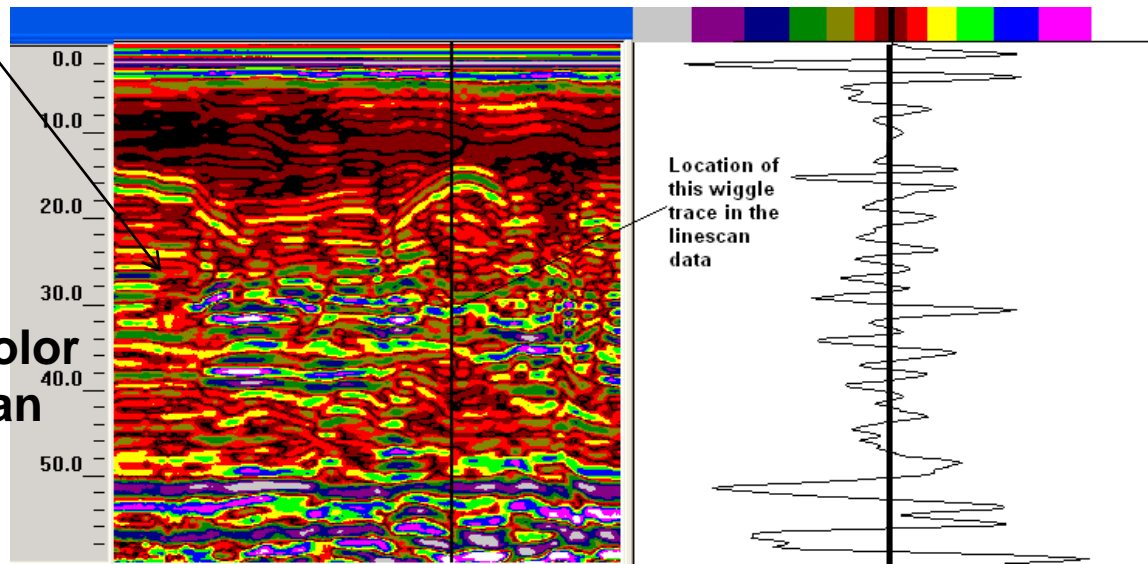 0.0
10.0
20.0
30.0
40.0
50.0
olor
an
Location of
this wiggle
trace in the
linescan
data